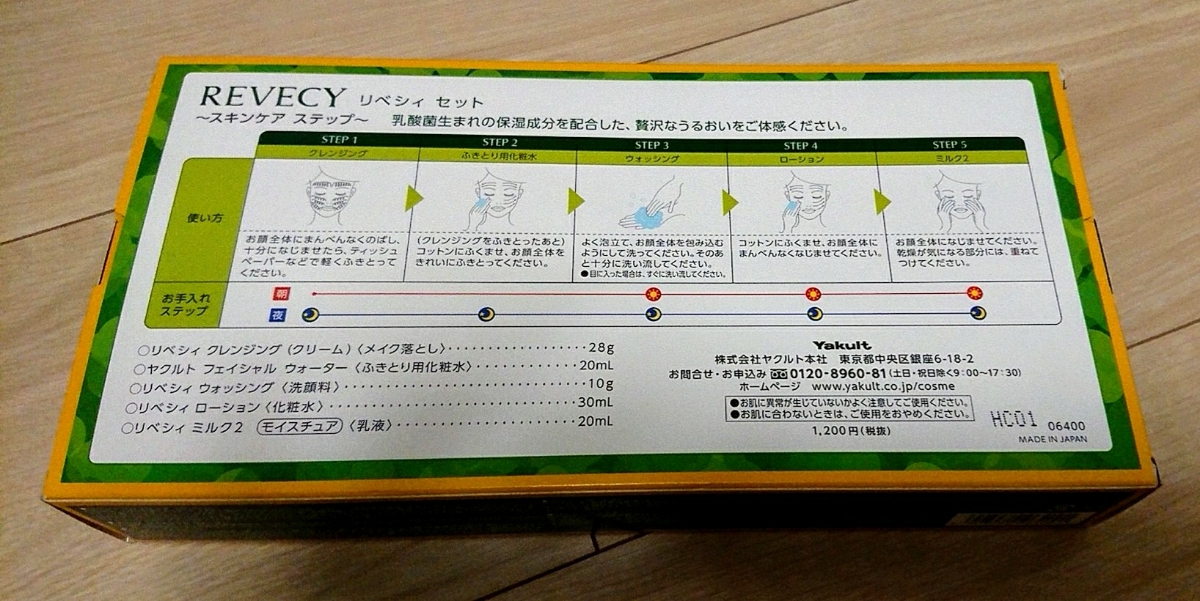 REVECY リベシィ セット
～スキンケア ステップ～ 乳酸菌生まれの保湿成分を配合した、贅沢なうるおいをご体感ください。
STEP 1 STEP 2 STEP 3 STEP 4 STEP 5
クレンジング ふきとり用化粧水 ウォッシング ローション ミルク2
使い方
お顔全体にまんべんなくのばし、
十分になじませたら、ティッシュ
ペーパーなどで軽くふきとって
ください。
(クレンジングをふきとったあと)
コットンにふくませ、お顔全体を
きれいにふきとってください。
よく泡立て、お顔全体を包み込む
ようにして洗ってください。そのあ
と十分に洗い流してください。
●目に入った場合は、すぐに洗い流してください。
コットンにふくませ、お顔全体に
まんべんなくなじませてください。
お顔全体になじませてください。
乾燥が気になる部分には、重ねて
つけてください。
お手入れ
ステップ
朝
夜
○リベシィ クレンジング (クリーム)〈メイク落とし〉・・・・・・・・・・・・28g
○ヤクルト フェイシャル ウォーター〈ふきとり用化粧水〉・・・・・・・・・20mL
○リベシィ ウォッシング〈洗顔料〉・・・・・・・・・・・・・・・・・・・・10g
○リベシィ ローション〈化粧水〉・・・・・・・・・・・・・・・・・・・・・30mL
○リベシィ ミルク2 モイスチュア〈乳液〉・・・・・・・・・・・・・・・・・20mL
Yakult
株式会社ヤクルト本社 東京都中央区銀座6-18-2
お問合せ・お申込み 0120-8960-81(土日・祝日除く9:00～17:30)
ホームページ www.yakult.co.jp/cosme
●お肌に異常が生じていないかよく注意してご使用ください。
●お肌に合わないときは、ご使用をおやめください。
1,200円(税抜)
HC01 06400
MADE IN JAPAN